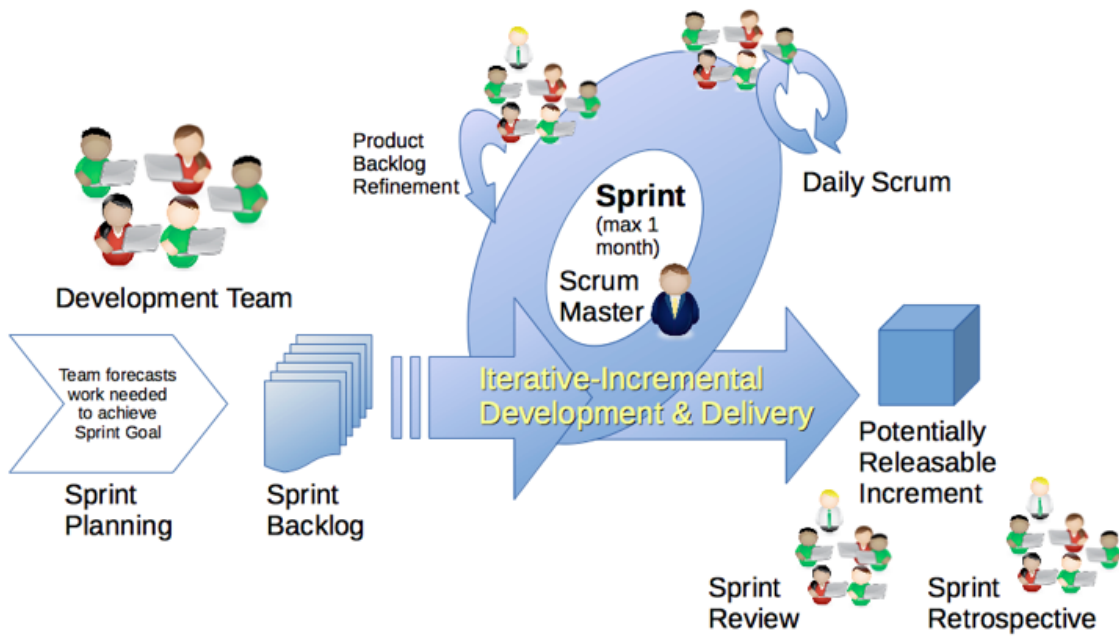 Product
Backlog
Refinement
Daily Scrum
Sprint
(max 1
month)
Scrum
Master
Development Team
Team forecasts
work needed
to achieve
Sprint Goal
Iterative-Incremental
Development & Delivery
Sprint
Planning
Sprint
Backlog
Potentially
Releasable
Increment
Sprint
Review
Sprint
Retrospective